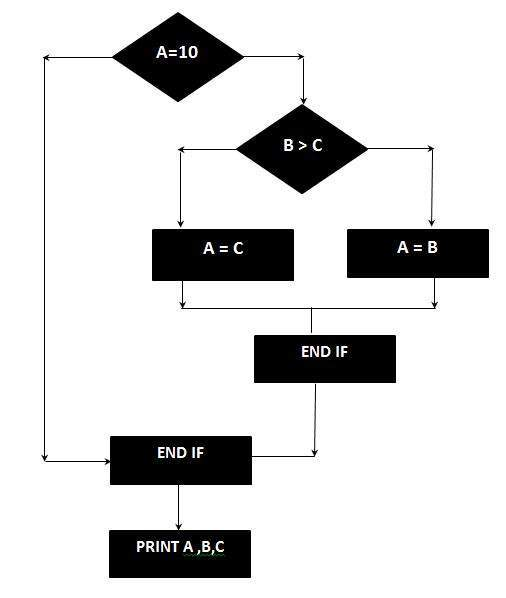 A=10
B > C
A = C
A = B
END IF
END IF
PRINT A ,B,C